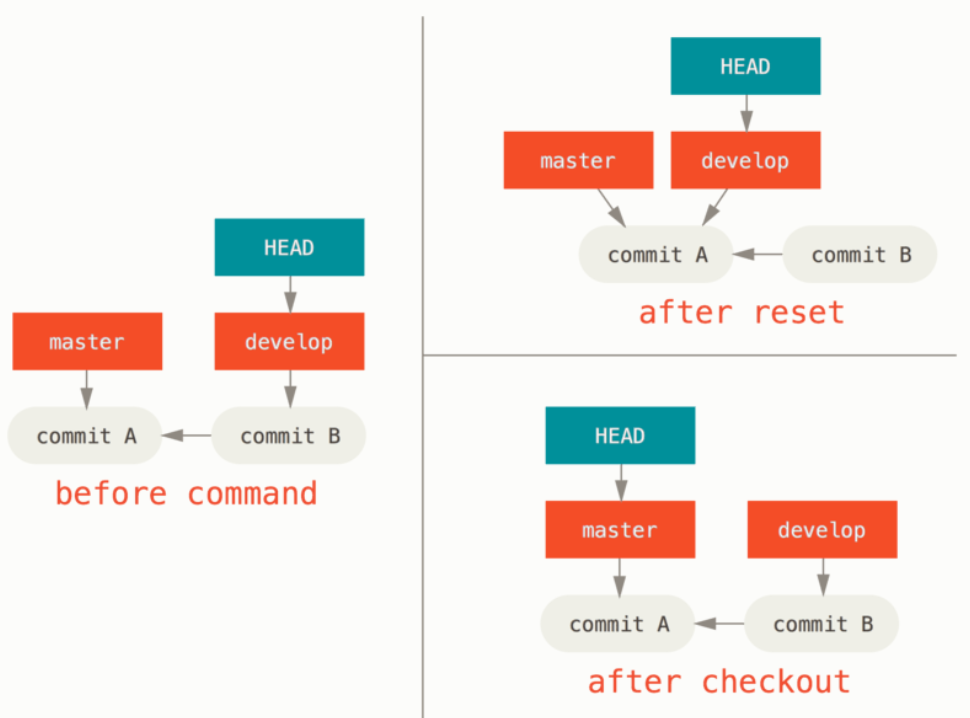 HEAD
master develop
commit A commit B
before command
HEAD
master develop
commit A commit B
after reset
HEAD
master develop
commit A commit B
after checkout